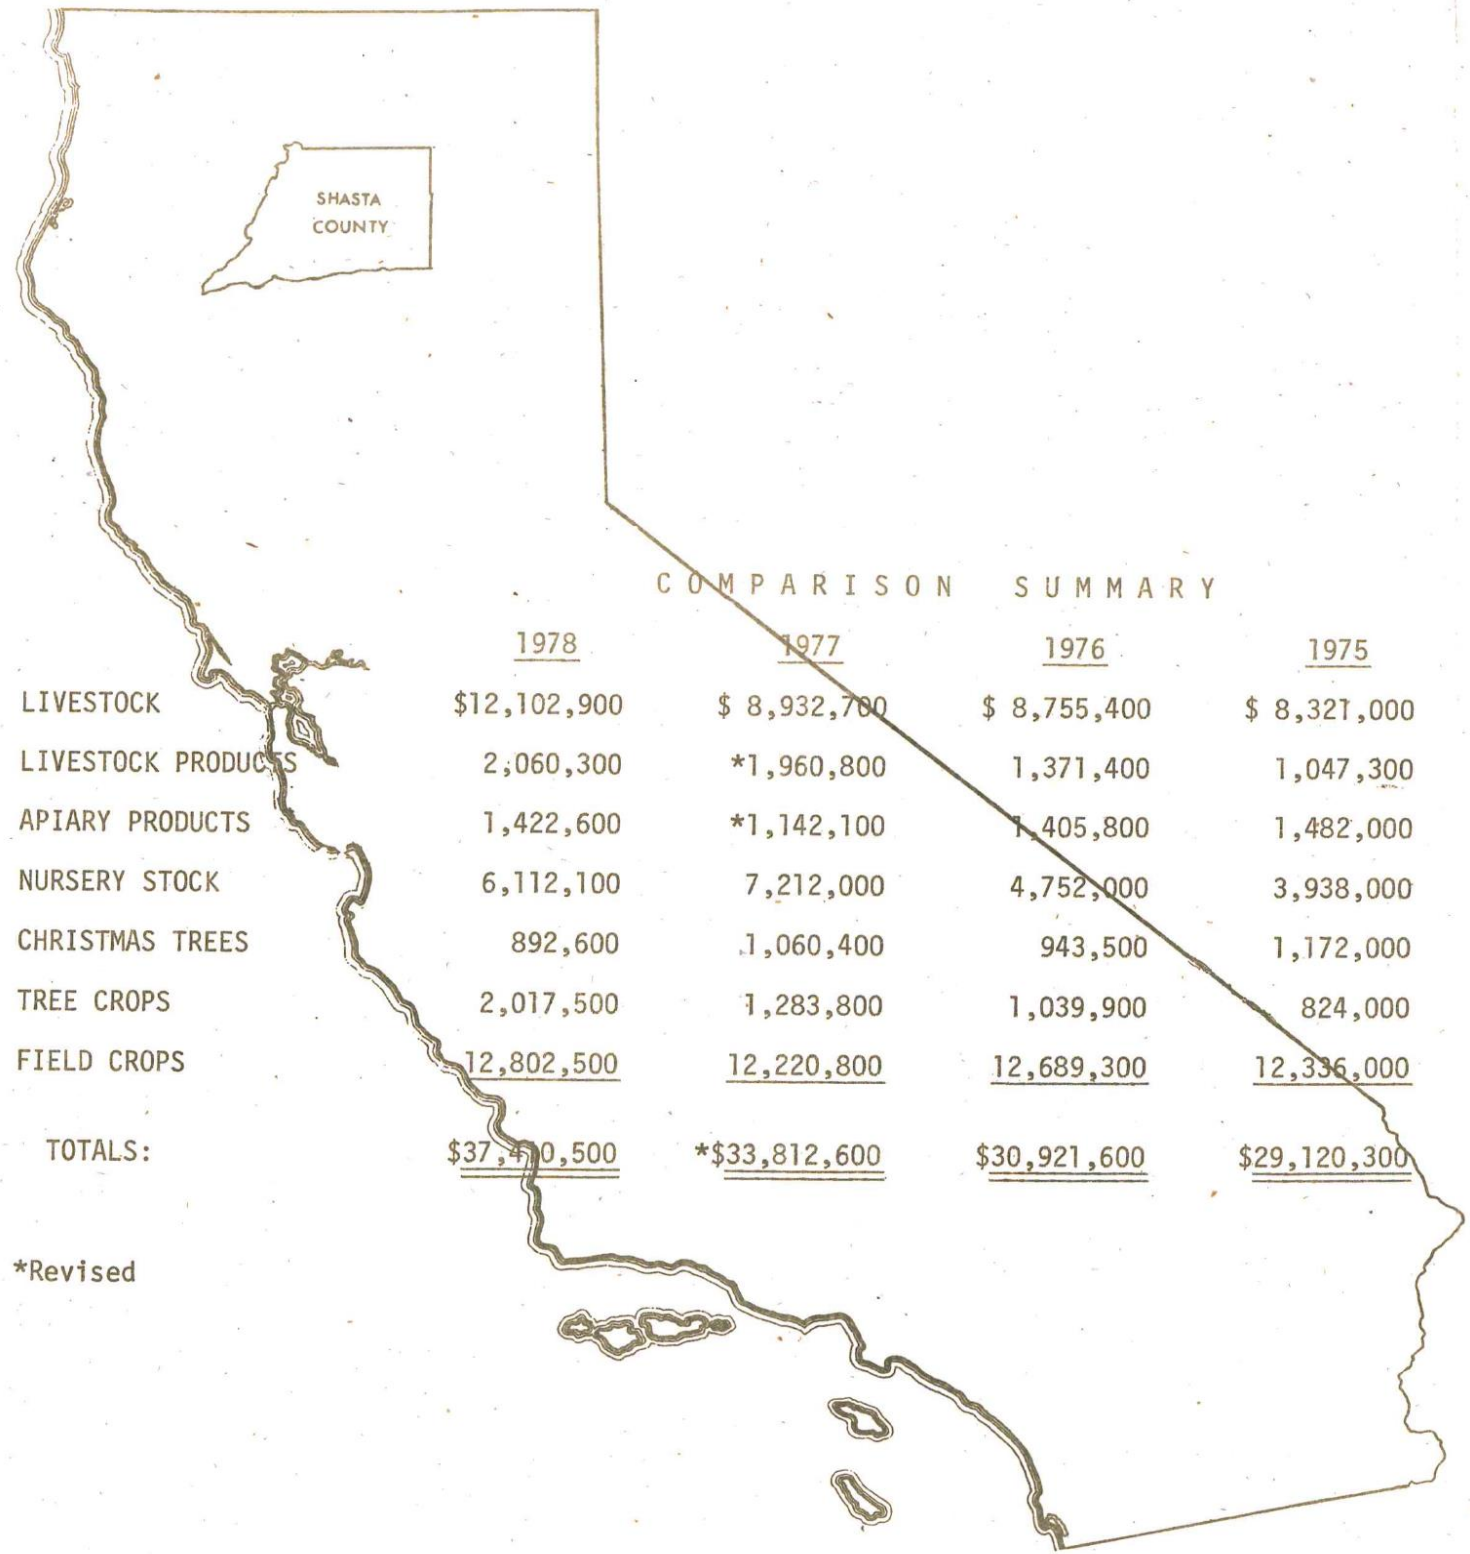 SHASTA
COUNTY
COMPARISON SUMMARY
1978 1977 1976 1975
LIVESTOCK $12,102,900 $ 8,932,700 $ 8,755,400 $ 8,321,000
LIVESTOCK PRODUCTS 2,060,300 *1,960,800 1,371,400 1,047,300
APIARY PRODUCTS 1,422,600 *1,142,100 1,405,800 1,482,000
NURSERY STOCK 6,112,100 7,212,000 4,752,000 3,938,000
CHRISTMAS TREES 892,600 1,060,400 943,500 1,172,000
TREE CROPS 2,017,500 1,283,800 1,039,900 824,000
FIELD CROPS 12,802,500 12,220,800 12,689,300 12,336,000
TOTALS: $37,410,500 *$33,812,600 $30,921,600 $29,120,300
*Revised